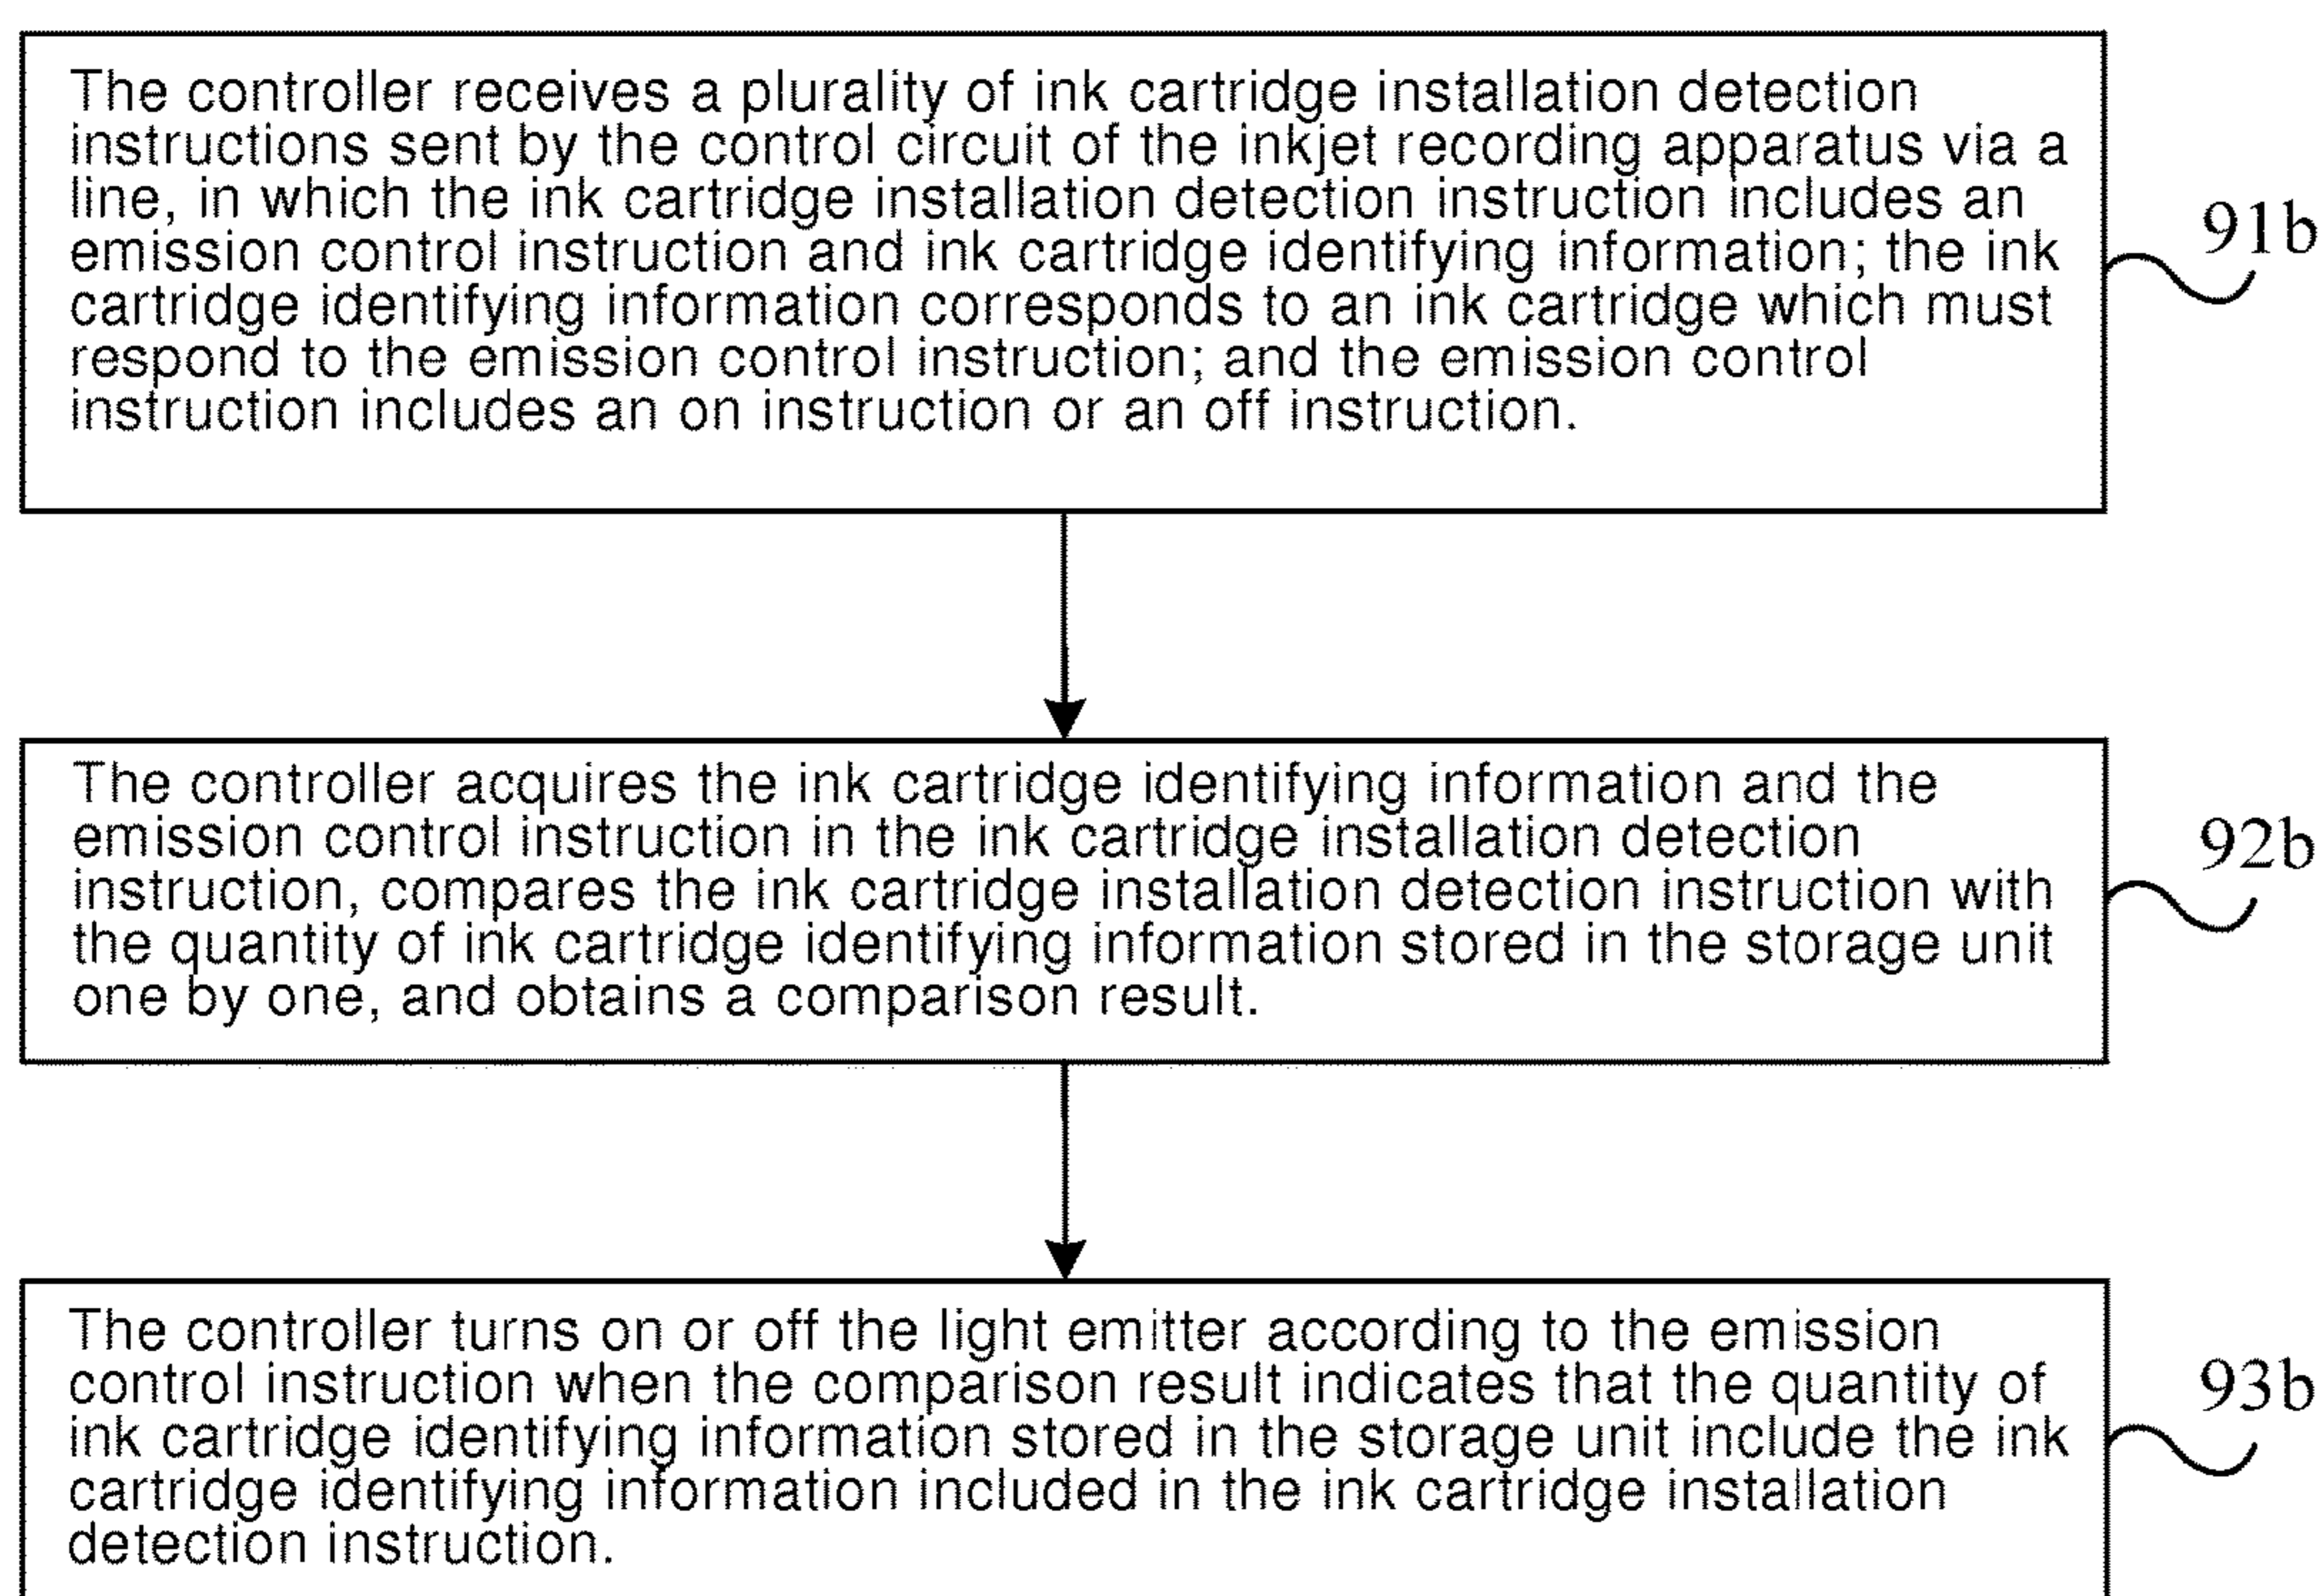 The controller receives a plurality of ink cartridge installation detection
instructions sent by the control circuit of the inkjet recording apparatus via a
line, in which the ink cartridge installation detection instruction includes an
emission control instruction and ink cartridge identifying information; the ink
cartridge identifying information corresponds to an ink cartridge which must
respond to the emission control instruction; and the emission control
instruction includes an on instruction or an off instruction.
91b
The controller acquires the ink cartridge identifying information and the
emission control instruction in the ink cartridge installation detection
instruction, compares the ink cartridge installation detection instruction with
the quantity of ink cartridge identifying information stored in the storage unit
one by one, and obtains a comparison result.
92b
The controller turns on or off the light emitter according to the emission
control instruction when the comparison result indicates that the quantity of
ink cartridge identifying information stored in the storage unit include the ink
cartridge identifying information included in the ink cartridge installation
detection instruction.
93b